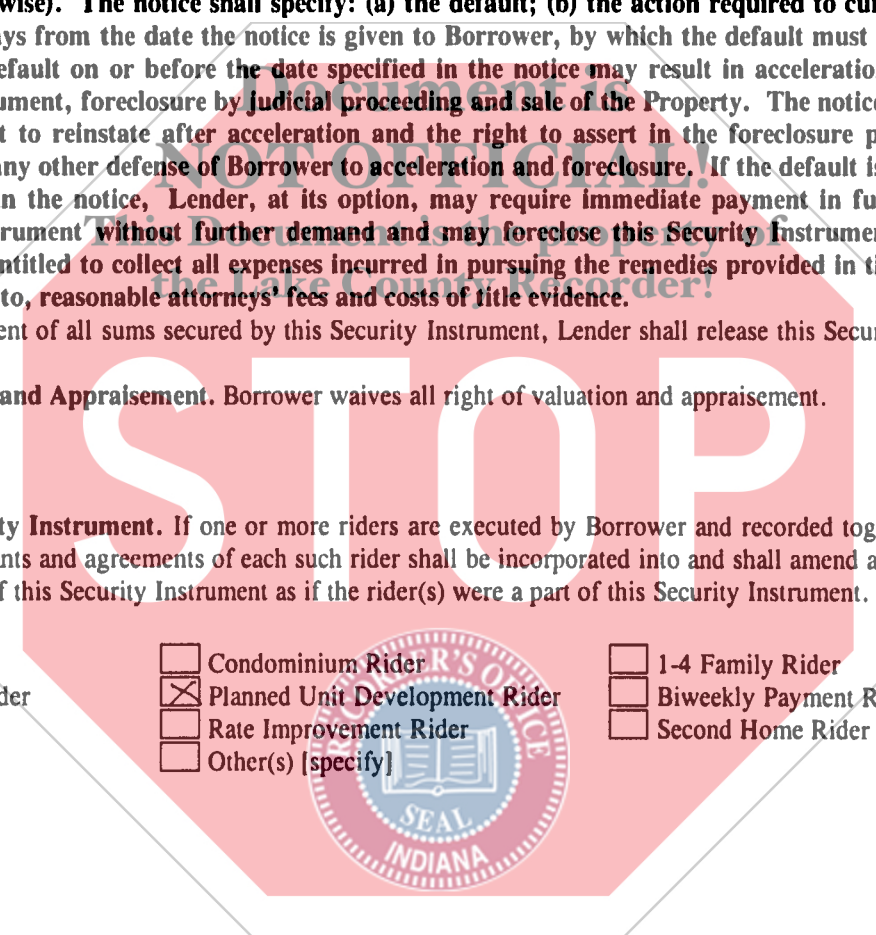 wise). The notice shall specify: (a) the default; (b) the action required to cur
ays from the date the notice is given to Borrower, by which the default must
efault on or before the date specified in the notice may result in acceleratio
ument, foreclosure by judicial proceeding and sale of the Property. The notice
t to reinstate after acceleration and the right to assert in the foreclosure p
any other defense of Borrower to acceleration and foreclosure. If the default is
in the notice, Lender, at its option, may require immediate payment in fu
rument without further demand and may foreclose this Security Instrumen
ntitled to collect all expenses incurred in pursuing the remedies provided in t
to, reasonable attorneys' fees and costs of title evidence.
Document is
NOT OFFICIAL!
This Document is the property of
the Lake County Recorder!
ent of all sums secured by this Security Instrument, Lender shall release this Secur
and Appraisement. Borrower waives all right of valuation and appraisement.
STOP
ty Instrument. If one or more riders are executed by Borrower and recorded tog
nts and agreements of each such rider shall be incorporated into and shall amend a
f this Security Instrument as if the rider(s) were a part of this Security Instrument.
Condominium Rider
1-4 Family Rider
der
Planned Unit Development Rider
Biweekly Payment R
Rate Improvement Rider
Second Home Rider
Other(s) [specify]
RECORDER'S OFFICE
SEAL
INDIANA